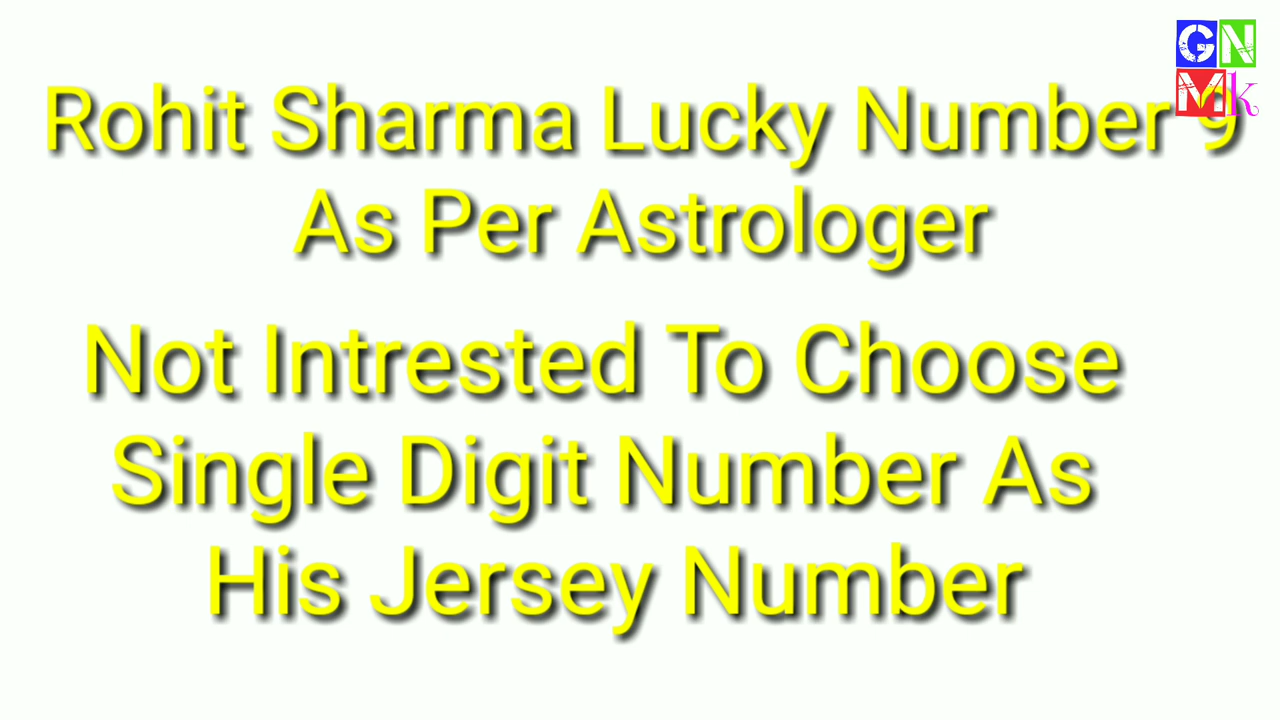 GN
Mk
Rohit Sharma Lucky Number 9
As Per Astrologer
Not Intrested To Choose
Single Digit Number As
His Jersey Number